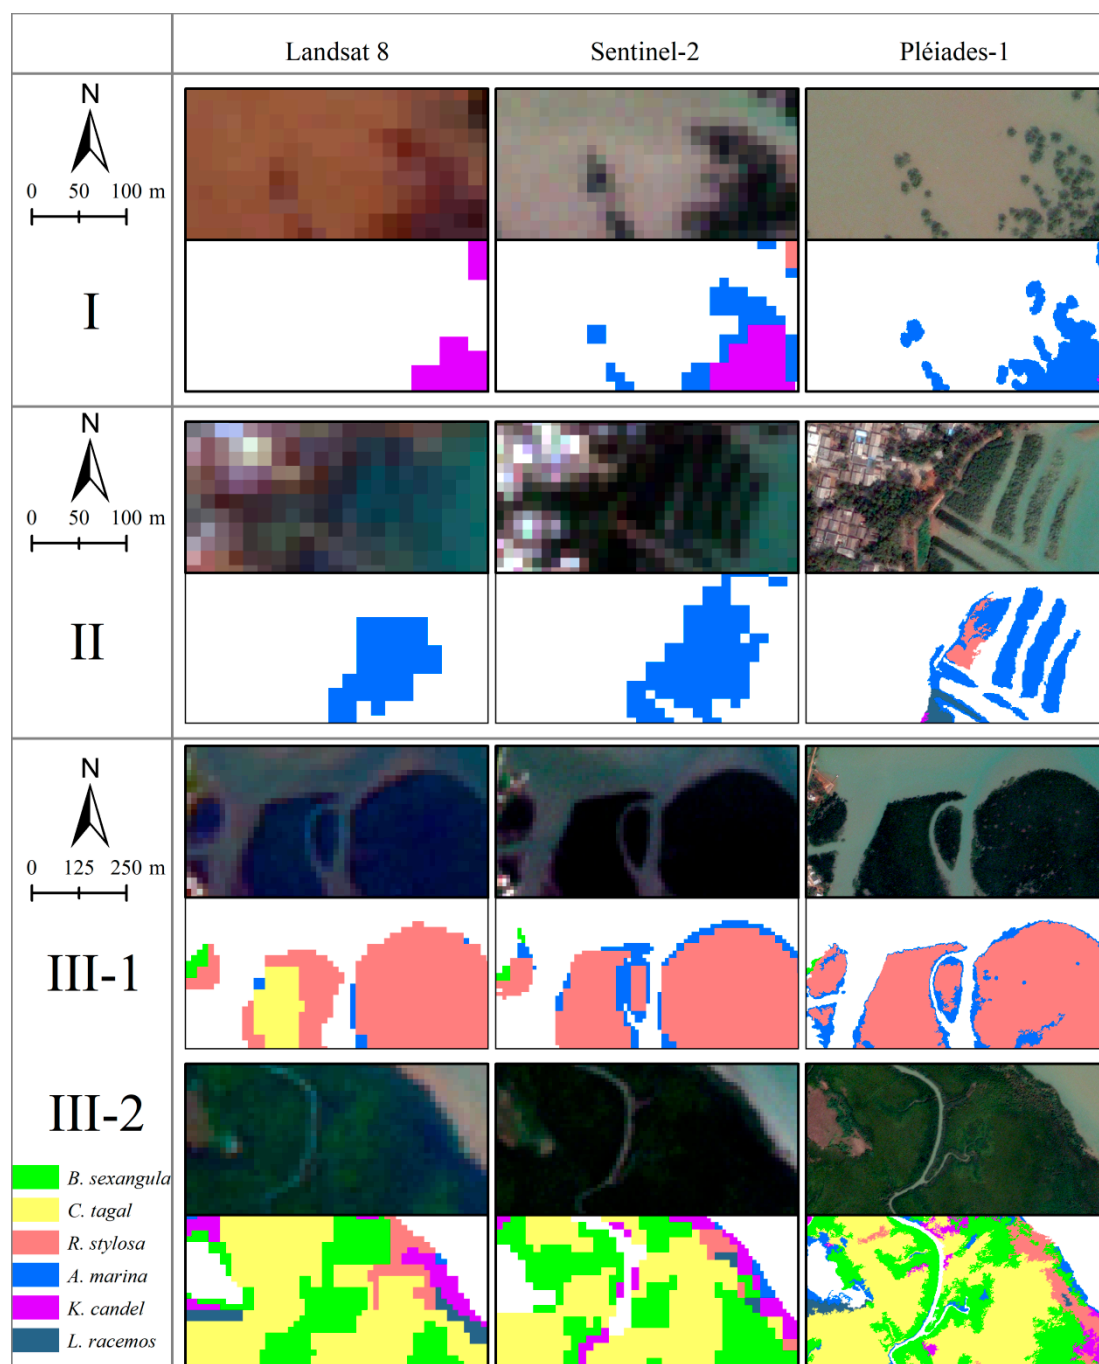 Landsat 8
Sentinel-2
Pléiades-1
N
0 50 100 m
I
N
0 50 100 m
II
N
0 125 250 m
III-1
III-2
B. sexangula
C. tagal
R. stylosa
A. marina
K. candel
L. racemos